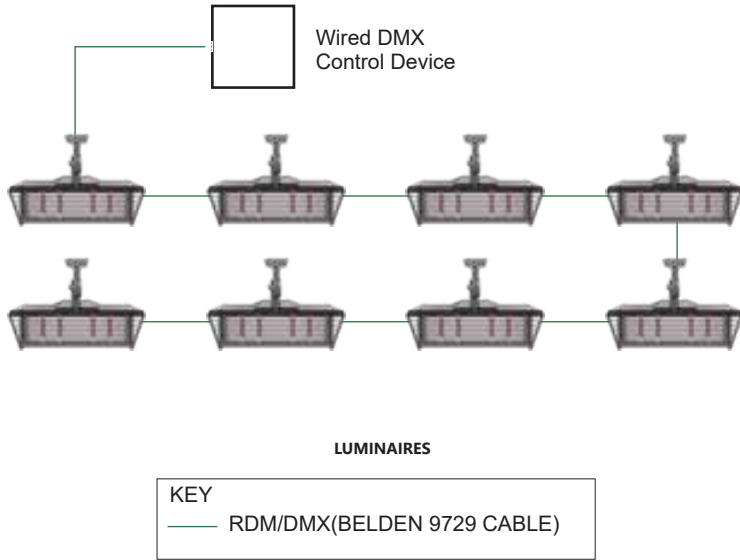 Wired DMX
Control Device
LUMINAIRES
KEY
RDM/DMX(BELDEN 9729 CABLE)